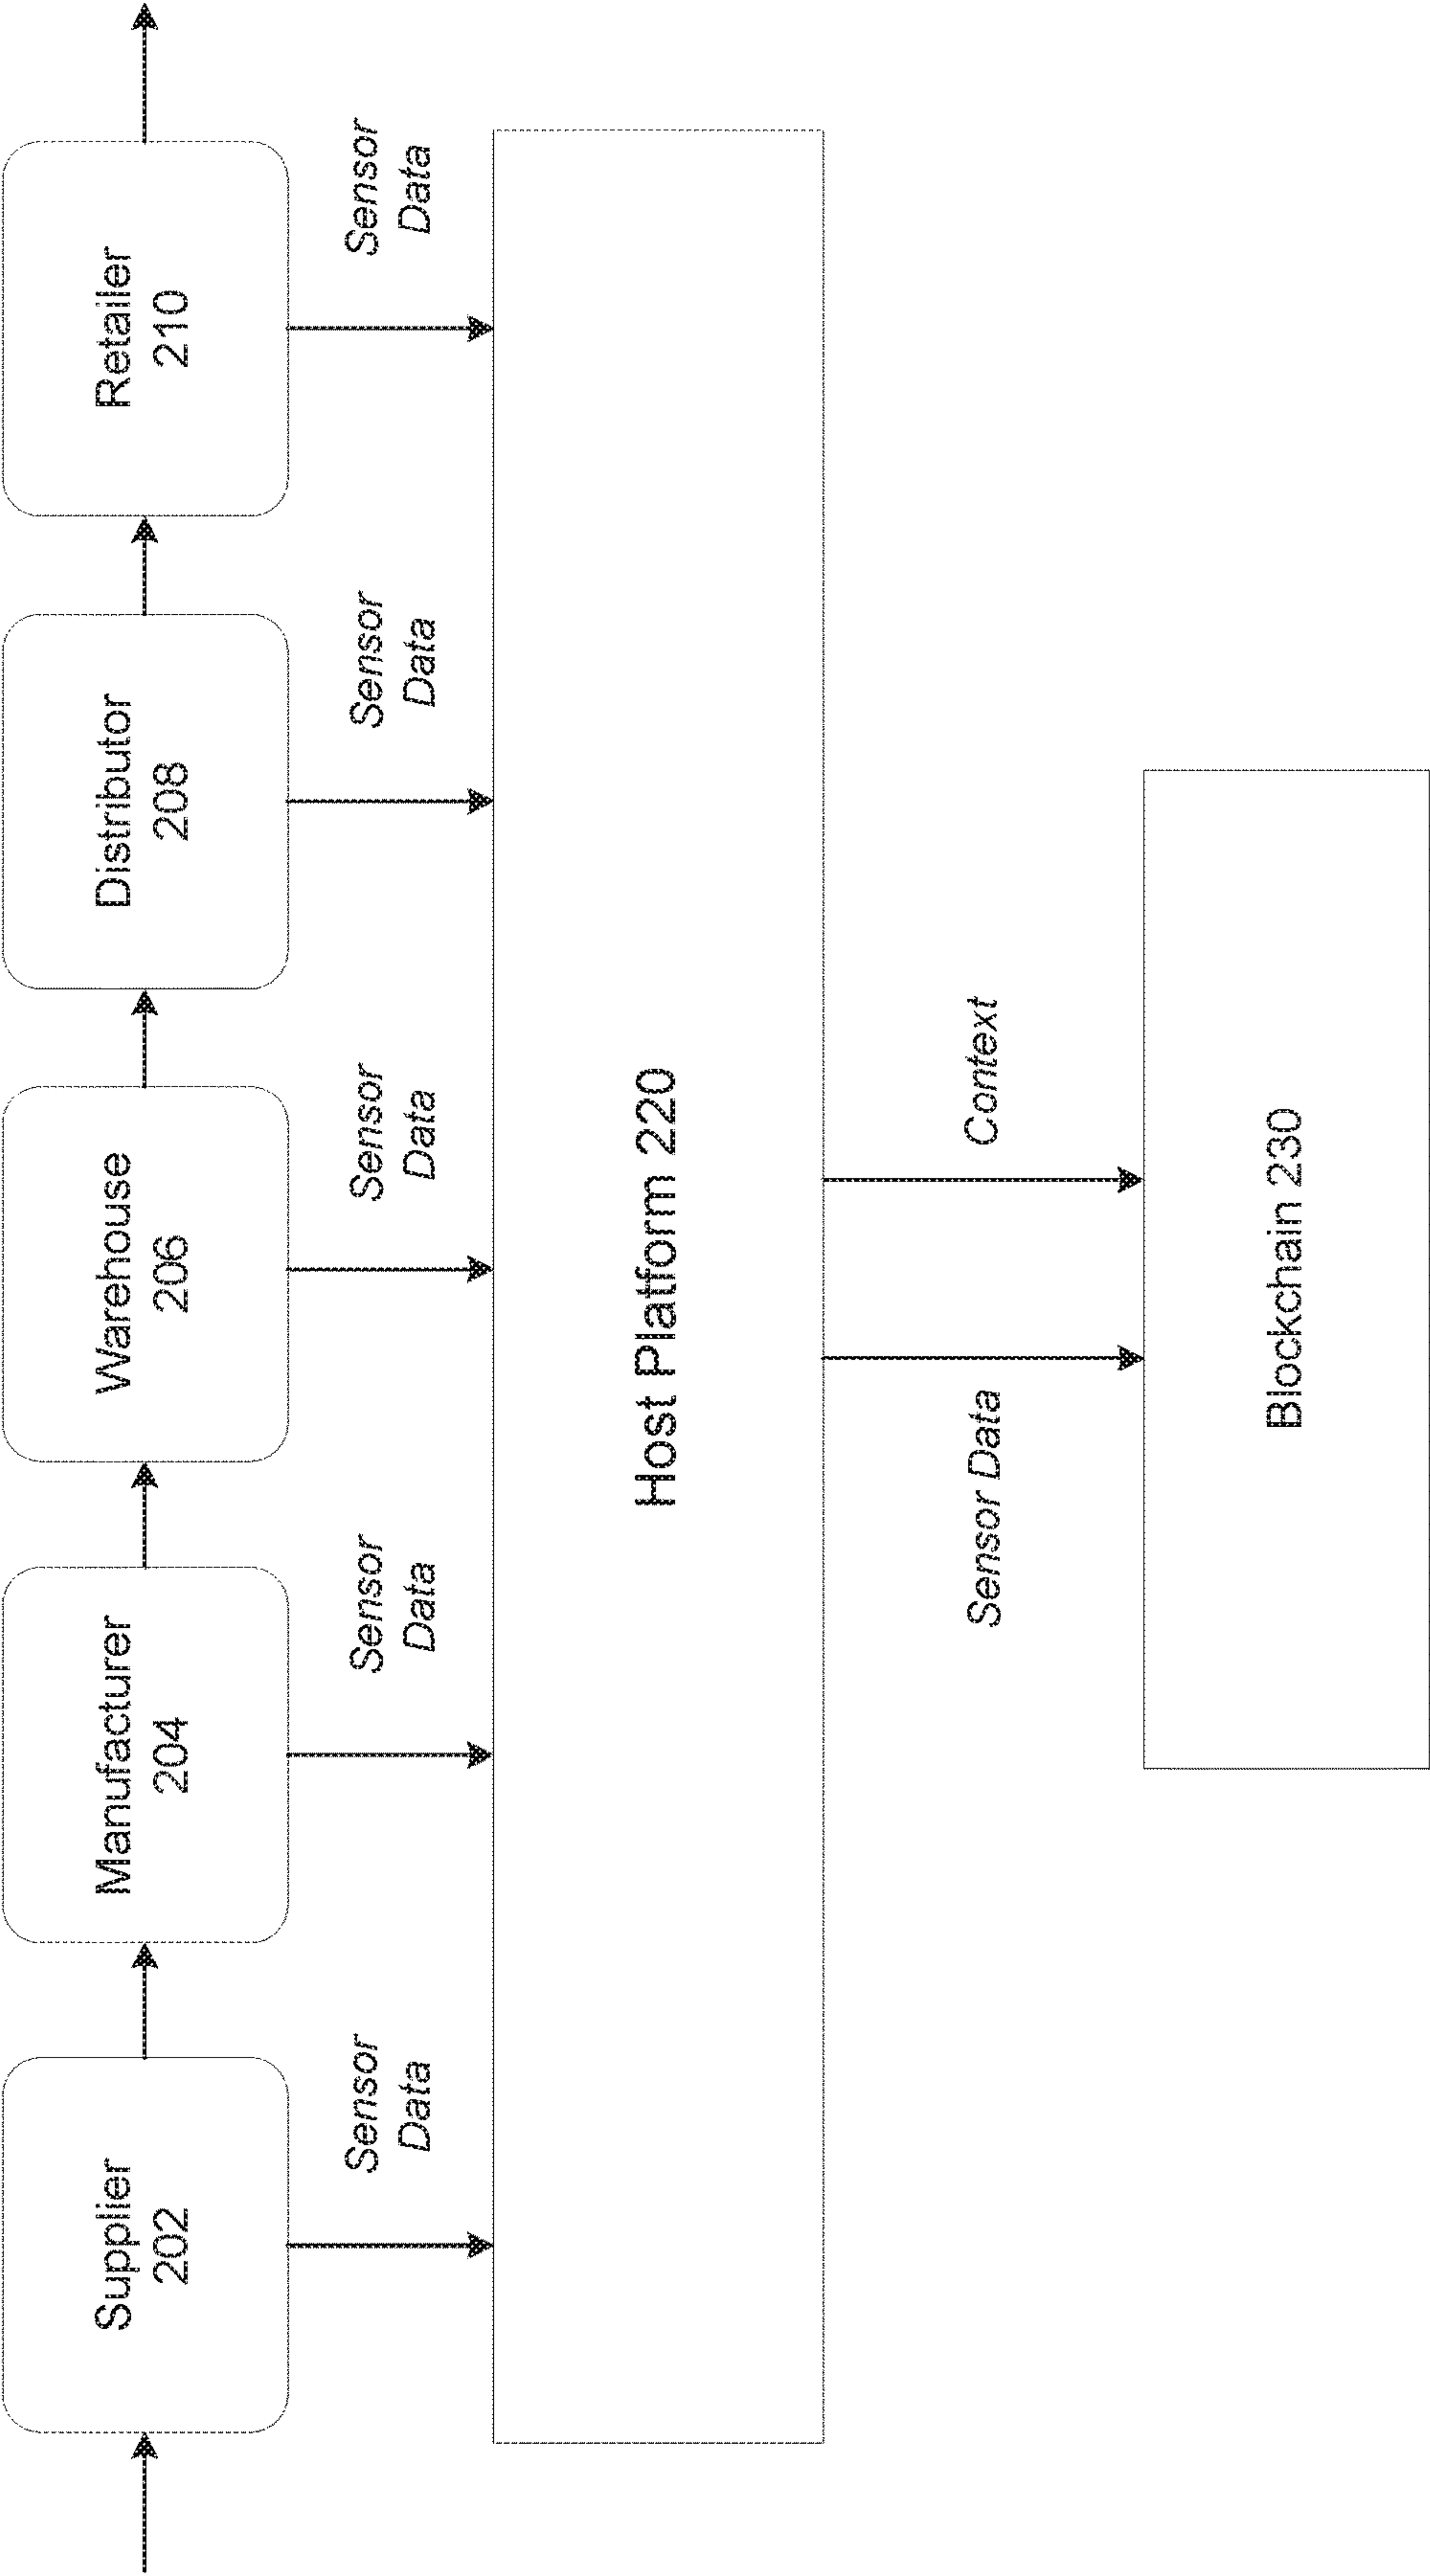 Supplier
202
Manufacturer
204
Warehouse
206
Distributor
208
Retailer
210
Sensor
Data
Sensor
Data
Sensor
Data
Sensor
Data
Sensor
Data
Host Platform 220
Sensor Data
Context
Blockchain 230